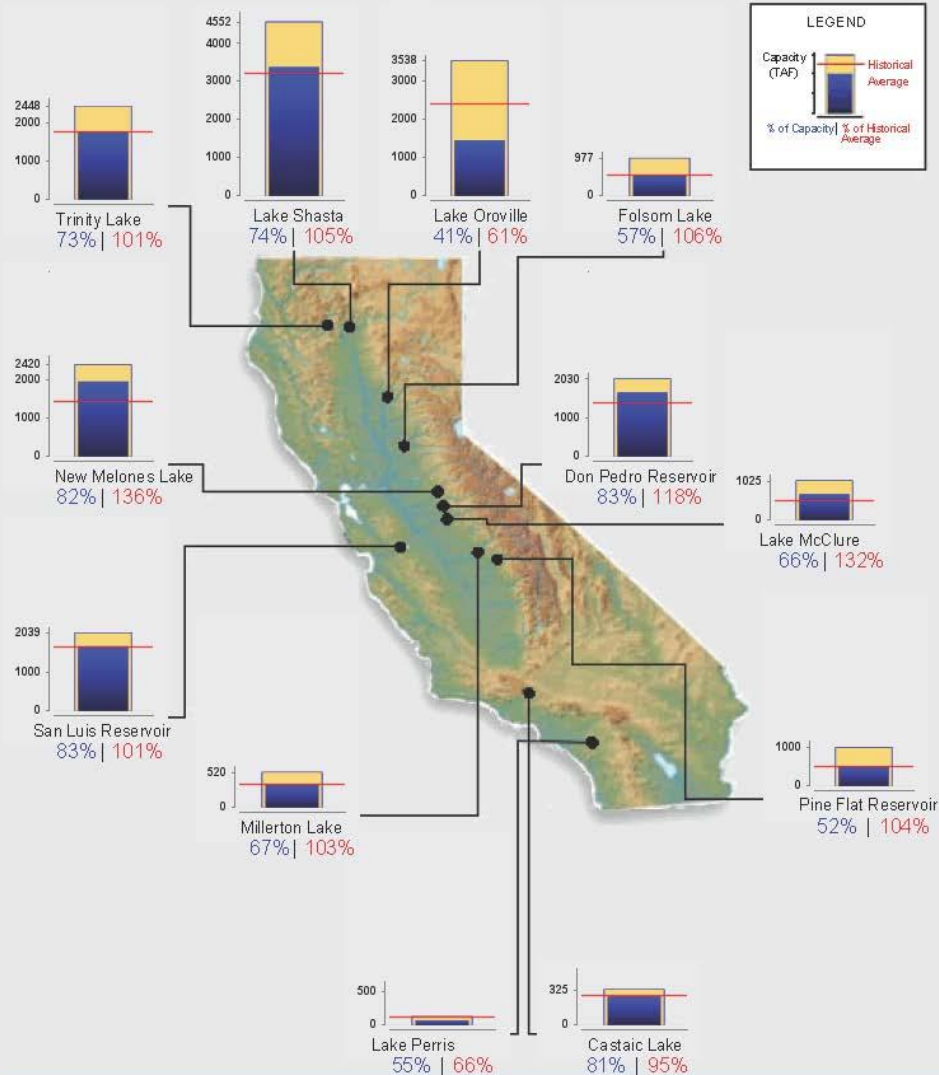 LEGEND
Capacity
(TAF)
Historical
Average
% of Capacity | % of Historical
Average
4552
4000
3000
2000
1000
0
Lake Shasta
74% | 105%
3538
3000
2000
1000
0
Lake Oroville
41% | 61%
2448
2000
1000
0
Trinity Lake
73% | 101%
977
0
Folsom Lake
57% | 106%
2420
2000
1000
0
New Melones Lake
82% | 136%
2030
1000
0
Don Pedro Reservoir
83% | 118%
1025
0
Lake McClure
66% | 132%
2039
1000
0
San Luis Reservoir
83% | 101%
520
0
Millerton Lake
67% | 103%
1000
0
Pine Flat Reservoir
52% | 104%
500
0
Lake Perris
55% | 66%
325
0
Castaic Lake
81% | 95%